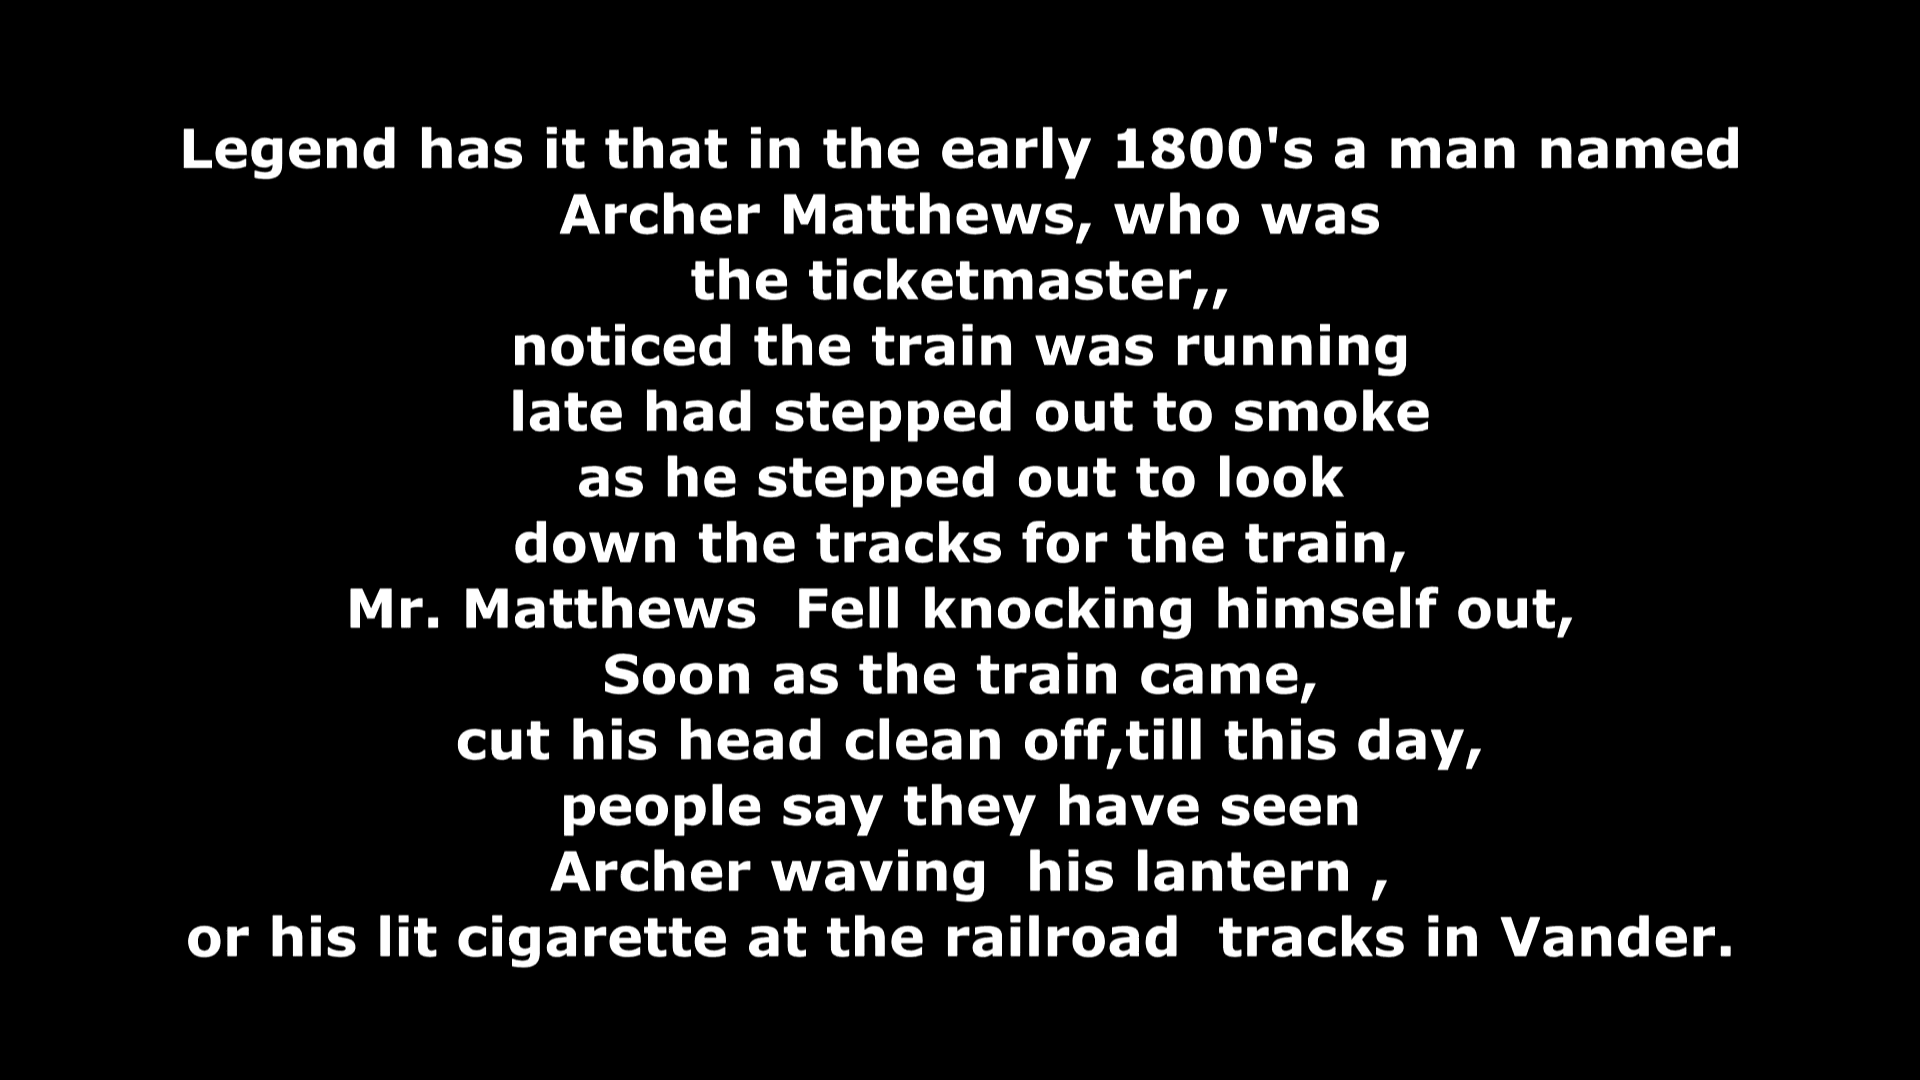 Legend has it that in the early 1800's a man named
Archer Matthews, who was
the ticketmaster,,
noticed the train was running
late had stepped out to smoke
as he stepped out to look
down the tracks for the train,
Mr. Matthews  Fell knocking himself out,
Soon as the train came,
cut his head clean off,till this day,
people say they have seen
Archer waving  his lantern ,
or his lit cigarette at the railroad  tracks in Vander.